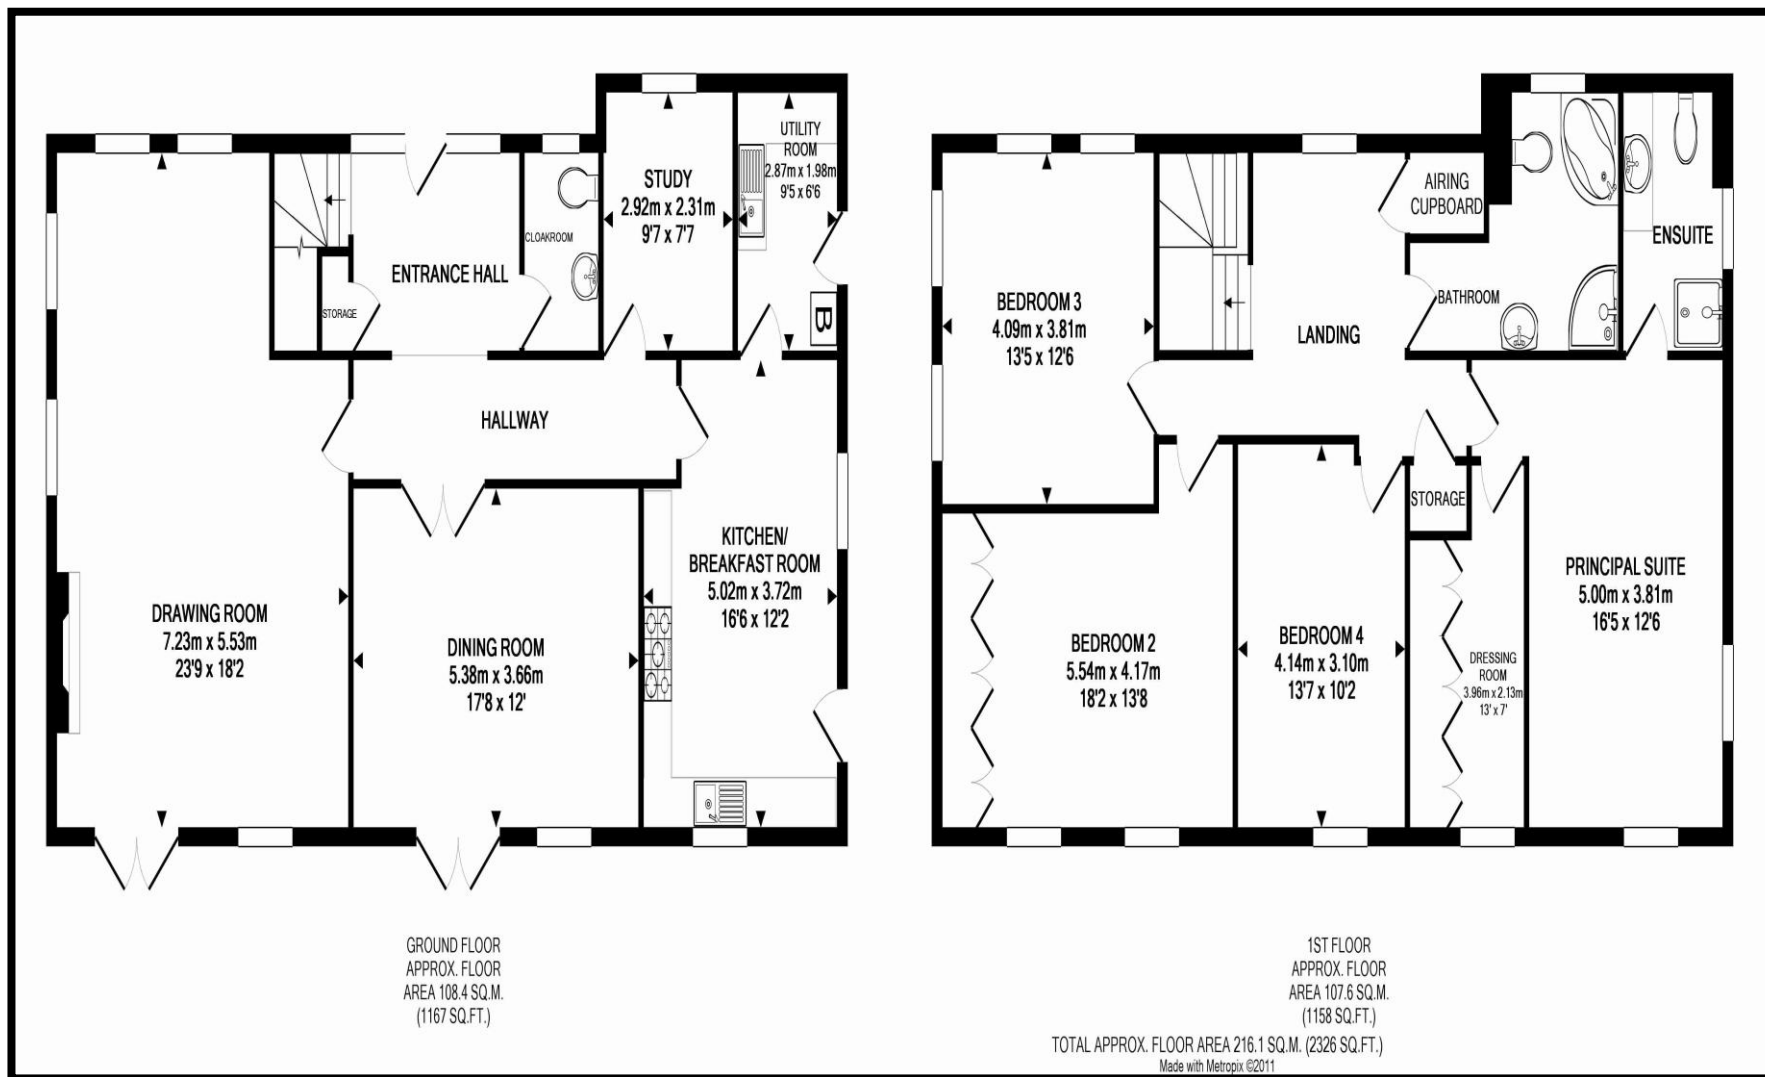 UTILITY
ROOM
2.87m x 1.98m
9'5 x 6'6
STUDY
2.92m x 2.31m
9'7 x 7'7
CLOAKROOM
ENTRANCE HALL
STORAGE
B
HALLWAY
KITCHEN/
BREAKFAST ROOM
5.02m x 3.72m
16'6 x 12'2
DRAWING ROOM
7.23m x 5.53m
23'9 x 18'2
DINING ROOM
5.38m x 3.66m
17'8 x 12'
GROUND FLOOR
APPROX. FLOOR
AREA 108.4 SQ.M.
(1167 SQ.FT.)
AIRING
CUPBOARD
ENSUITE
BATHROOM
BEDROOM 3
4.09m x 3.81m
13'5 x 12'6
LANDING
STORAGE
PRINCIPAL SUITE
5.00m x 3.81m
16'5 x 12'6
BEDROOM 2
5.54m x 4.17m
18'2 x 13'8
BEDROOM 4
4.14m x 3.10m
13'7 x 10'2
DRESSING
ROOM
3.96m x 2.13m
13' x 7'
1ST FLOOR
APPROX. FLOOR
AREA 107.6 SQ.M.
(1158 SQ.FT.)
TOTAL APPROX. FLOOR AREA 216.1 SQ.M. (2326 SQ.FT.)
Made with Metropix ©2011